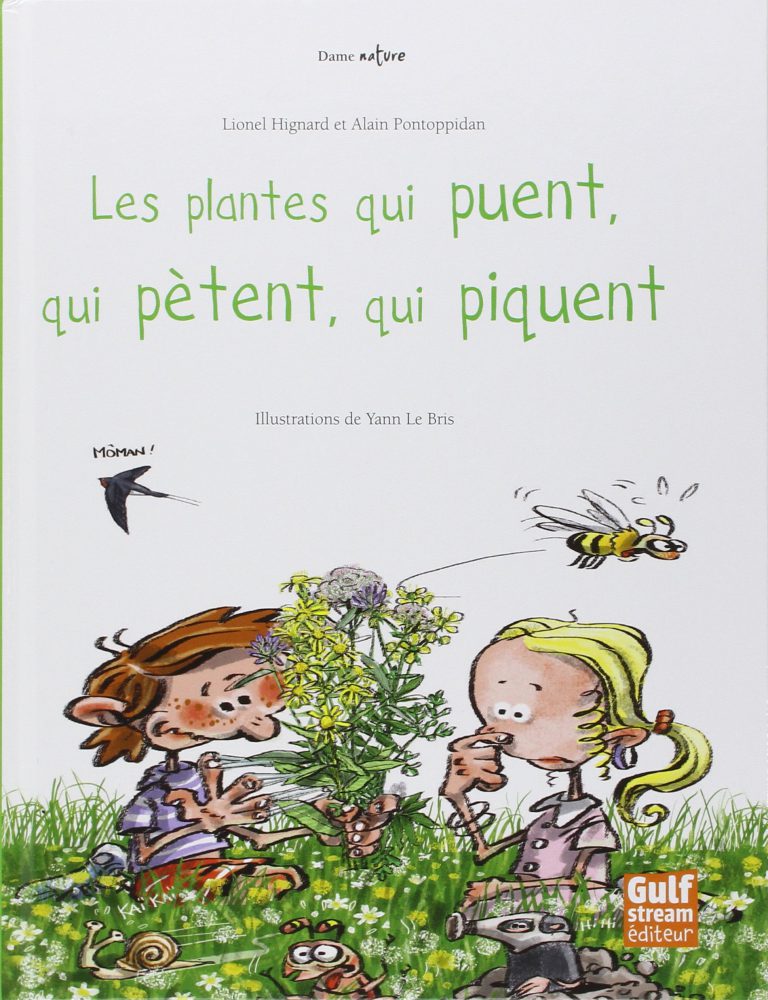 Dame nature
Lionel Hignard et Alain Pontoppidan
Les plantes qui puent,
qui pètent, qui piquent
Illustrations de Yann Le Bris
MÔMAN !
Gulf
stream
éditeur